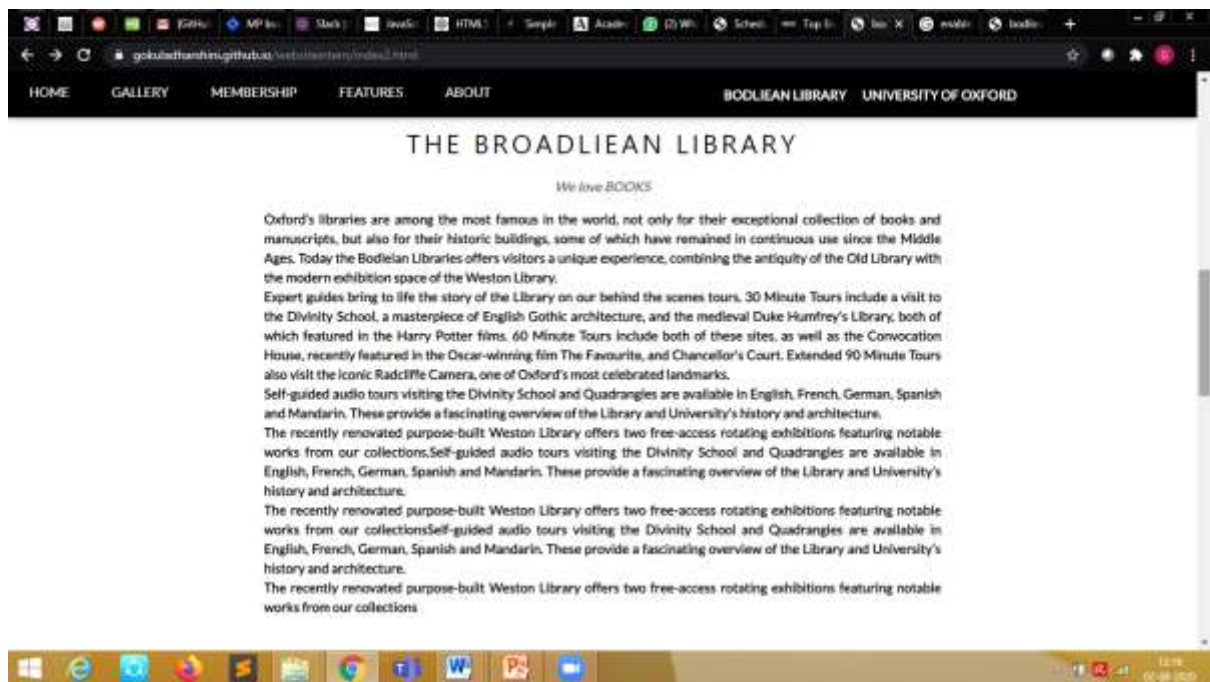 MP
Slack
HTML
Simple
gokuladharshini.github.io/
HOME GALLERY MEMBERSHIP FEATURES ABOUT BODLIEAN LIBRARY UNIVERSITY OF OXFORD
THE BROADLIEAN LIBRARY
We love BOOKS
Oxford's libraries are among the most famous in the world, not only for their exceptional collection of books and
manuscripts, but also for their historic buildings, some of which have remained in continuous use since the Middle
Ages. Today the Bodleian Libraries offers visitors a unique experience, combining the antiquity of the Old Library with
the modern exhibition space of the Weston Library.
Expert guides bring to life the story of the Library on our behind the scenes tours. 30 Minute Tours include a visit to
the Divinity School, a masterpiece of English Gothic architecture, and the medieval Duke Humfrey's Library, both of
which featured in the Harry Potter films. 60 Minute Tours include both of these sites, as well as the Convocation
House, recently featured in the Oscar-winning film The Favourite, and Chancellor's Court. Extended 90 Minute Tours
also visit the iconic Radcliffe Camera, one of Oxford's most celebrated landmarks.
Self-guided audio tours visiting the Divinity School and Quadrangles are available in English, French, German, Spanish
and Mandarin. These provide a fascinating overview of the Library and University's history and architecture.
The recently renovated purpose-built Weston Library offers two free-access rotating exhibitions featuring notable
works from our collections.Self-guided audio tours visiting the Divinity School and Quadrangles are available in
English, French, German, Spanish and Mandarin. These provide a fascinating overview of the Library and University's
history and architecture.
The recently renovated purpose-built Weston Library offers two free-access rotating exhibitions featuring notable
works from our collectionsSelf-guided audio tours visiting the Divinity School and Quadrangles are available in
English, French, German, Spanish and Mandarin. These provide a fascinating overview of the Library and University's
history and architecture.
The recently renovated purpose-built Weston Library offers two free-access rotating exhibitions featuring notable
works from our collections